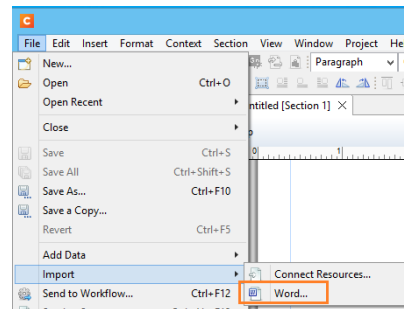 C
File Edit Insert Format Context Section View Window Project He
New...
Paragraph
Open Ctrl+O
Open Recent
ntitled [Section 1]
Close
Save Ctrl+S
0 1
Save All Ctrl+Shift+S
Save As... Ctrl+F10
Save a Copy...
Revert Ctrl+F5
Add Data
Import Connect Resources...
Send to Workflow... Ctrl+F12 Word...